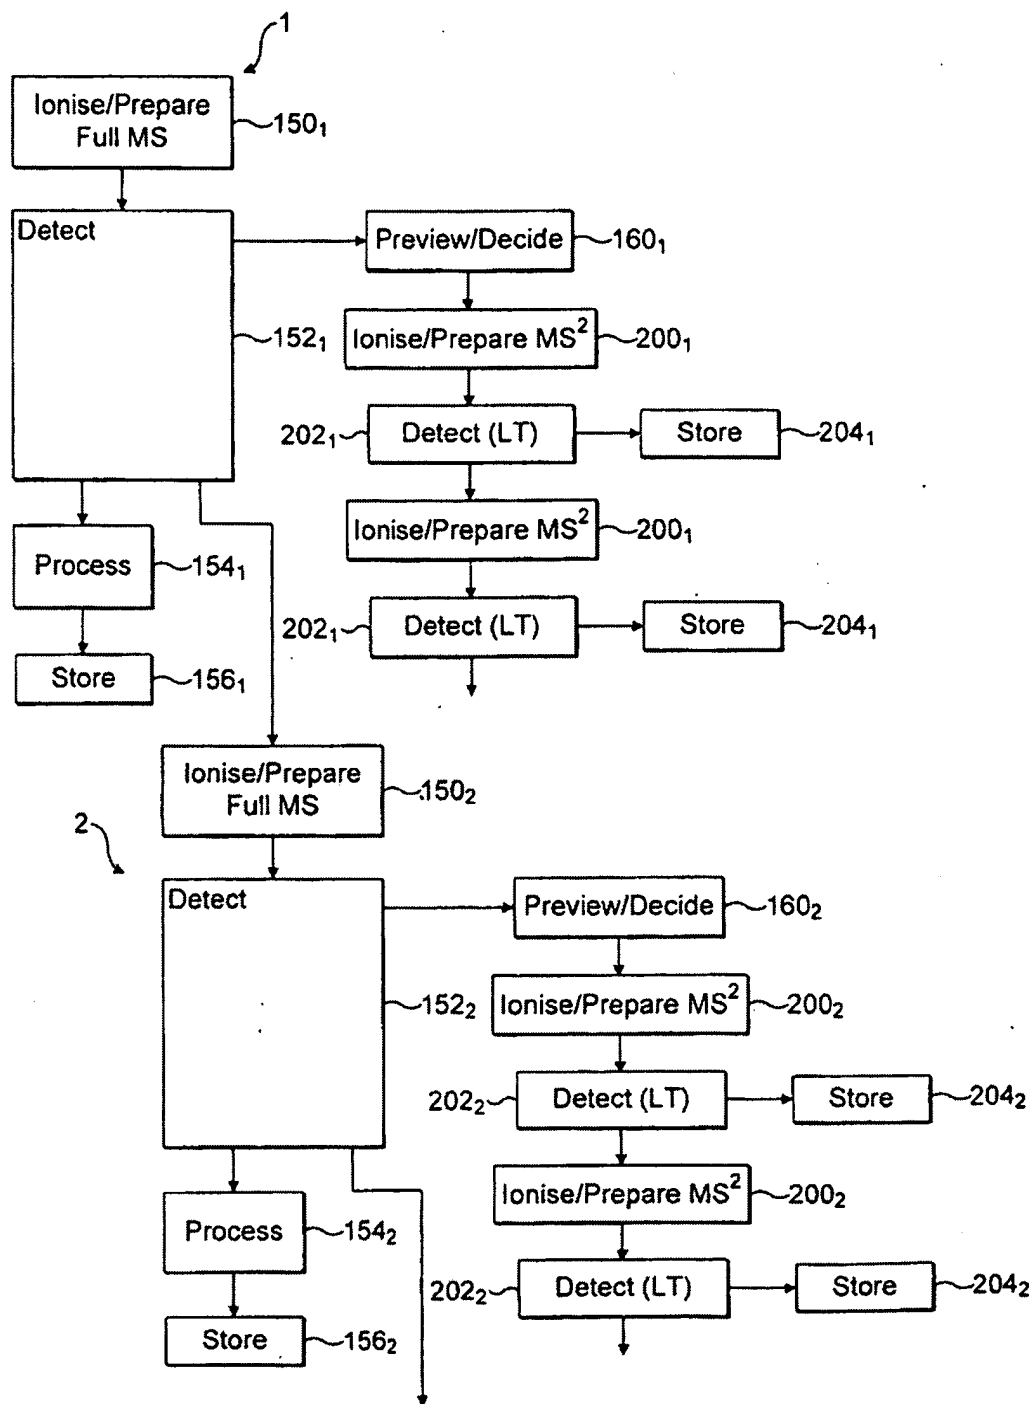 1
Ionise/Prepare
Full MS
150₁
Detect
Preview/Decide
160₁
152₁
Ionise/Prepare MS²
200₁
202₁
Detect (LT)
Store
204₁
Ionise/Prepare MS²
200₁
Process
154₁
202₁
Detect (LT)
Store
204₁
Store
156₁
Ionise/Prepare
Full MS
150₂
2
Detect
Preview/Decide
160₂
152₂
Ionise/Prepare MS²
200₂
202₂
Detect (LT)
Store
204₂
Ionise/Prepare MS²
200₂
Process
154₂
202₂
Detect (LT)
Store
204₂
Store
156₂